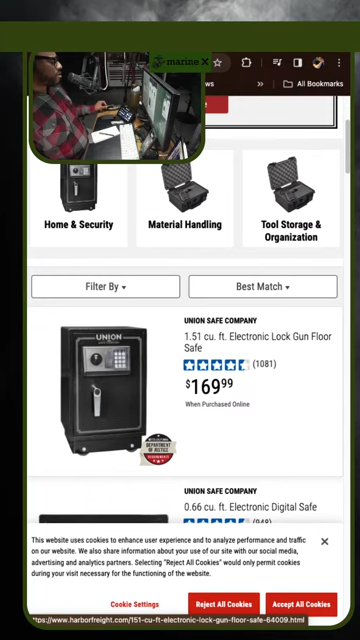 marine X
All Bookmarks
Home & Security
Material Handling
Tool Storage &
Organization
Filter By
Best Match
UNION
UNION SAFE COMPANY
1.51 cu. ft. Electronic Lock Gun Floor
Safe
(1081)
$169.99
When Purchased Online
DEPARTMENT
OF JUSTICE
UNION SAFE COMPANY
0.66 cu. ft. Electronic Digital Safe
(948)
This website uses cookies to enhance user experience and to analyze performance and traffic
on our website. We also share information about your use of our site with our social media,
advertising and analytics partners. Selecting "Reject All Cookies" would only permit cookies
during your visit necessary for the functioning of the website.
Cookie Settings
Reject All Cookies
Accept All Cookies
ttps://www.harborfreight.com/151-cu-ft-electronic-lock-gun-floor-safe-64009.html